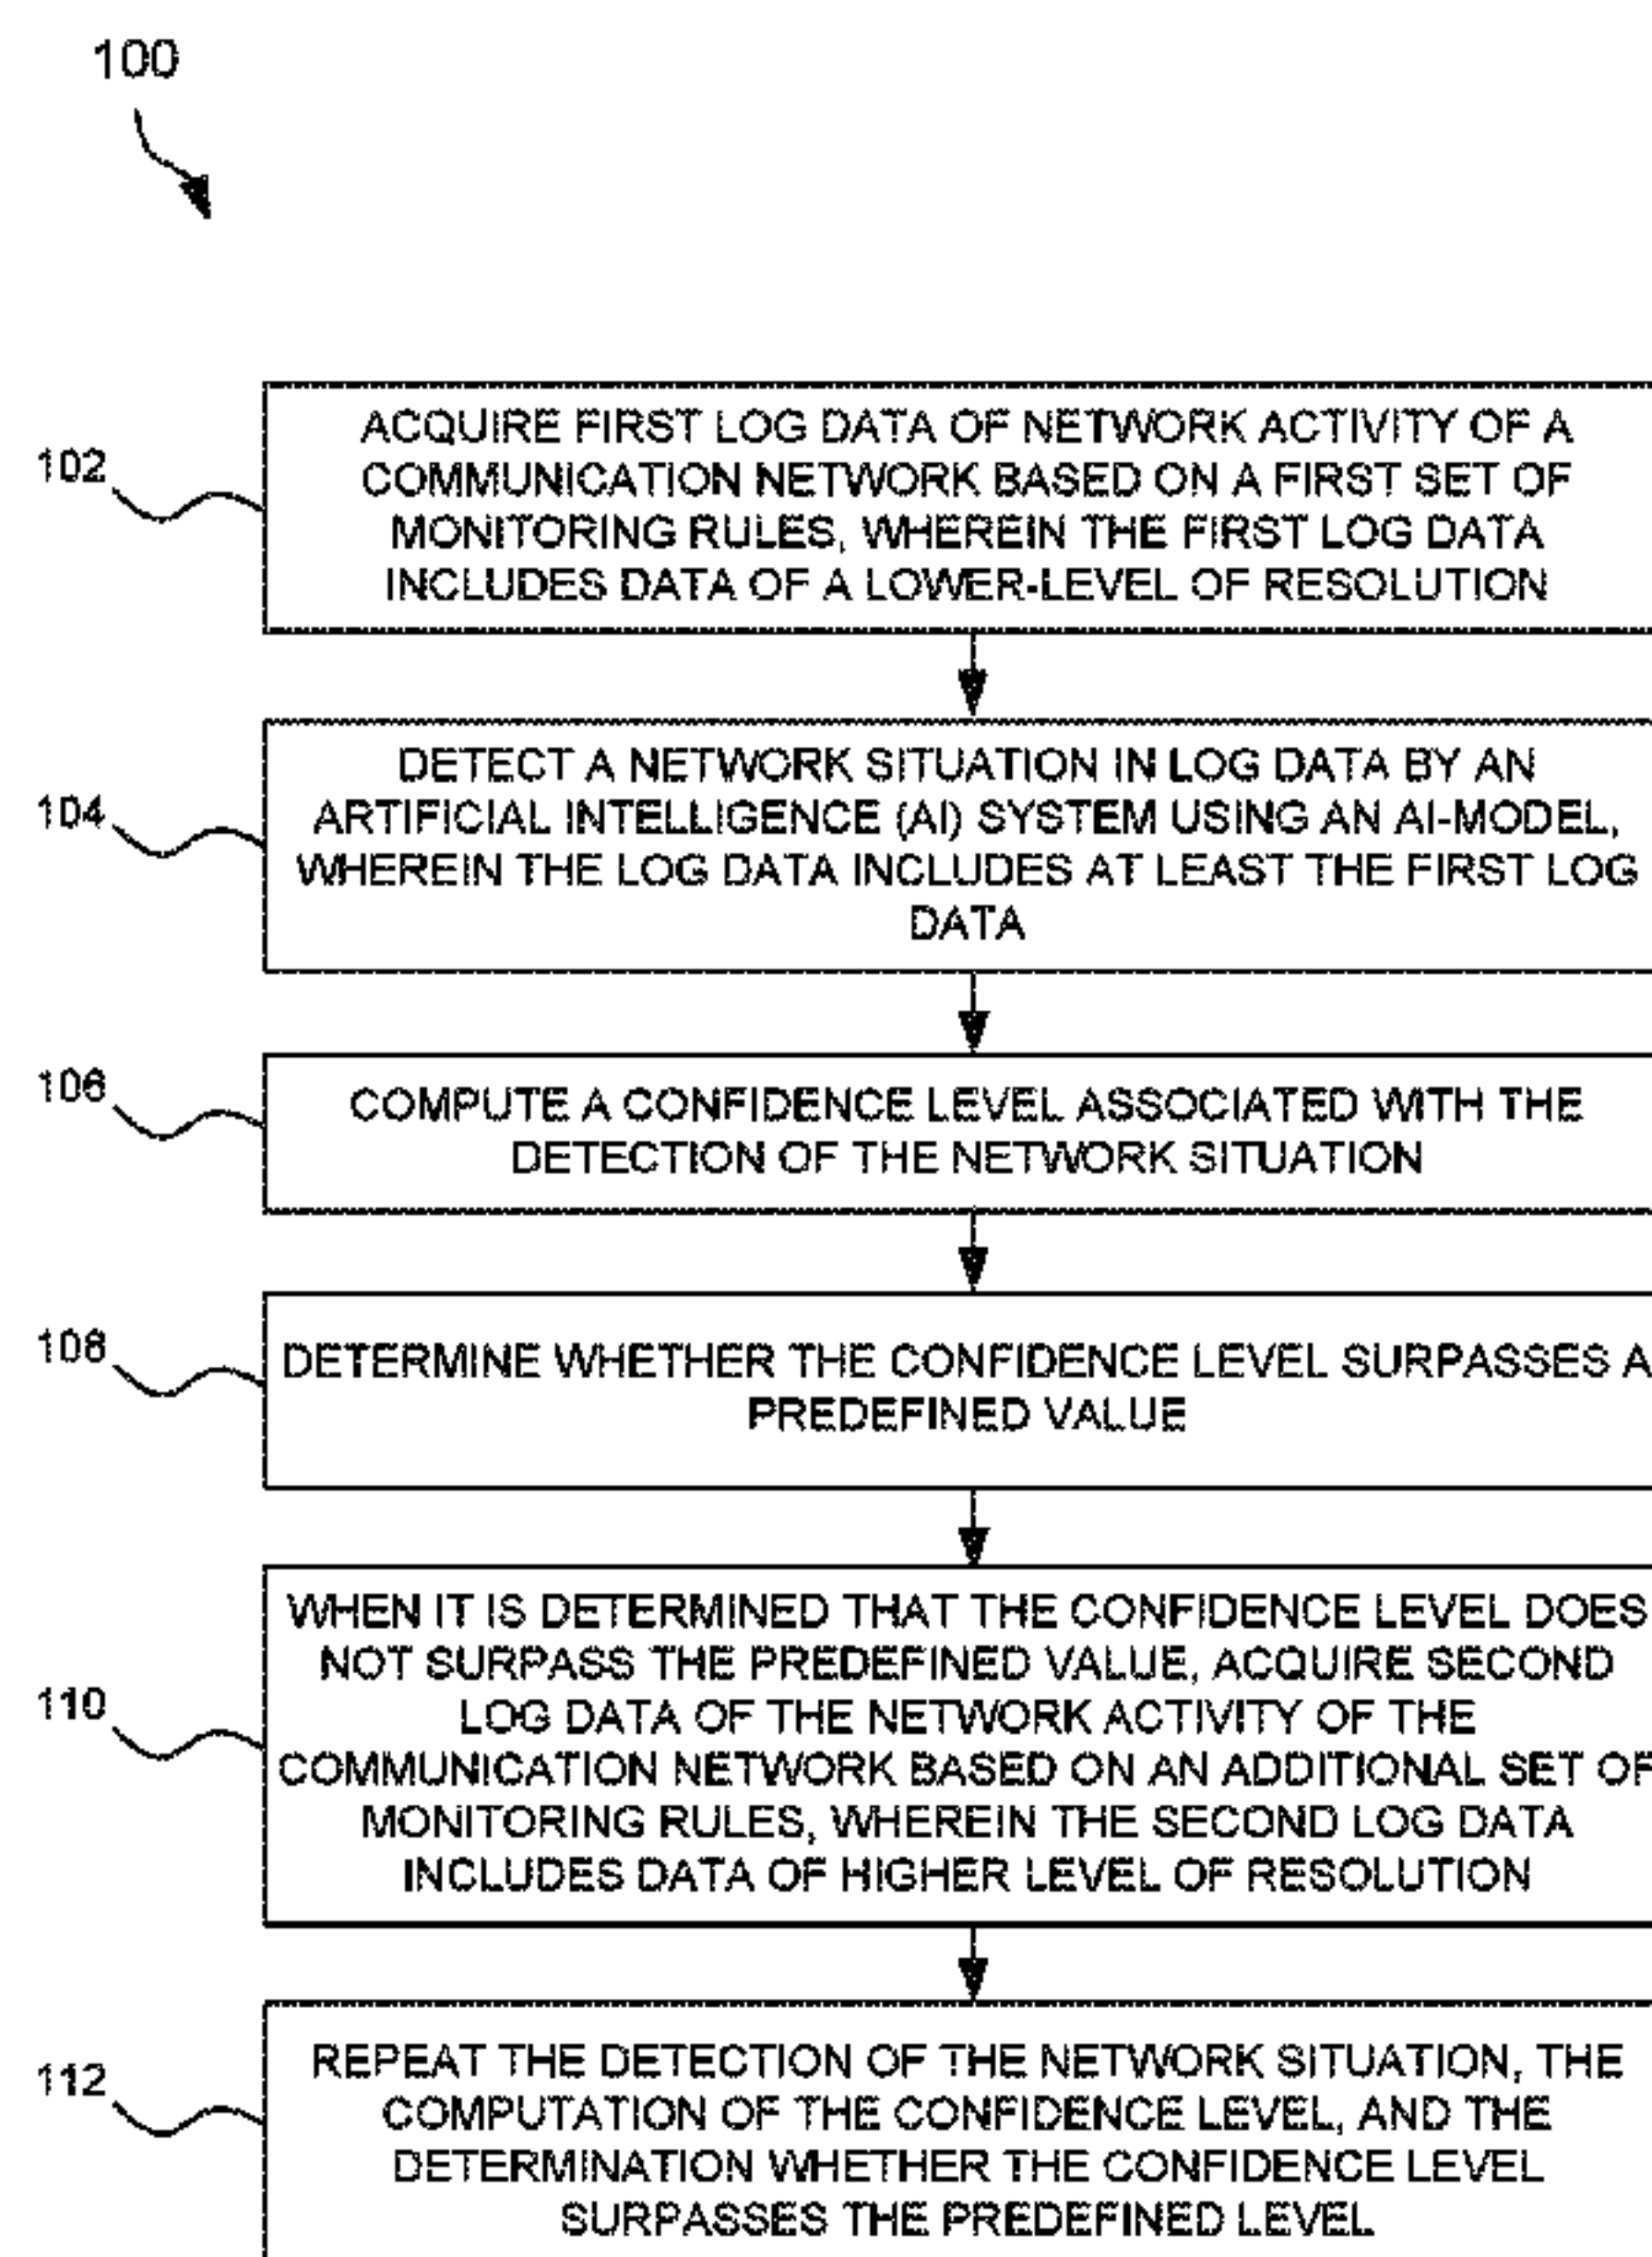 100
102
ACQUIRE FIRST LOG DATA OF NETWORK ACTIVITY OF A
COMMUNICATION NETWORK BASED ON A FIRST SET OF
MONITORING RULES, WHEREIN THE FIRST LOG DATA
INCLUDES DATA OF A LOWER-LEVEL OF RESOLUTION
104
DETECT A NETWORK SITUATION IN LOG DATA BY AN
ARTIFICIAL INTELLIGENCE (AI) SYSTEM USING AN AI-MODEL,
WHEREIN THE LOG DATA INCLUDES AT LEAST THE FIRST LOG
DATA
106
COMPUTE A CONFIDENCE LEVEL ASSOCIATED WITH THE
DETECTION OF THE NETWORK SITUATION
108
DETERMINE WHETHER THE CONFIDENCE LEVEL SURPASSES A
PREDEFINED VALUE
110
WHEN IT IS DETERMINED THAT THE CONFIDENCE LEVEL DOES
NOT SURPASS THE PREDEFINED VALUE, ACQUIRE SECOND
LOG DATA OF THE NETWORK ACTIVITY OF THE
COMMUNICATION NETWORK BASED ON AN ADDITIONAL SET OF
MONITORING RULES, WHEREIN THE SECOND LOG DATA
INCLUDES DATA OF HIGHER LEVEL OF RESOLUTION
112
REPEAT THE DETECTION OF THE NETWORK SITUATION, THE
COMPUTATION OF THE CONFIDENCE LEVEL, AND THE
DETERMINATION WHETHER THE CONFIDENCE LEVEL
SURPASSES THE PREDEFINED LEVEL